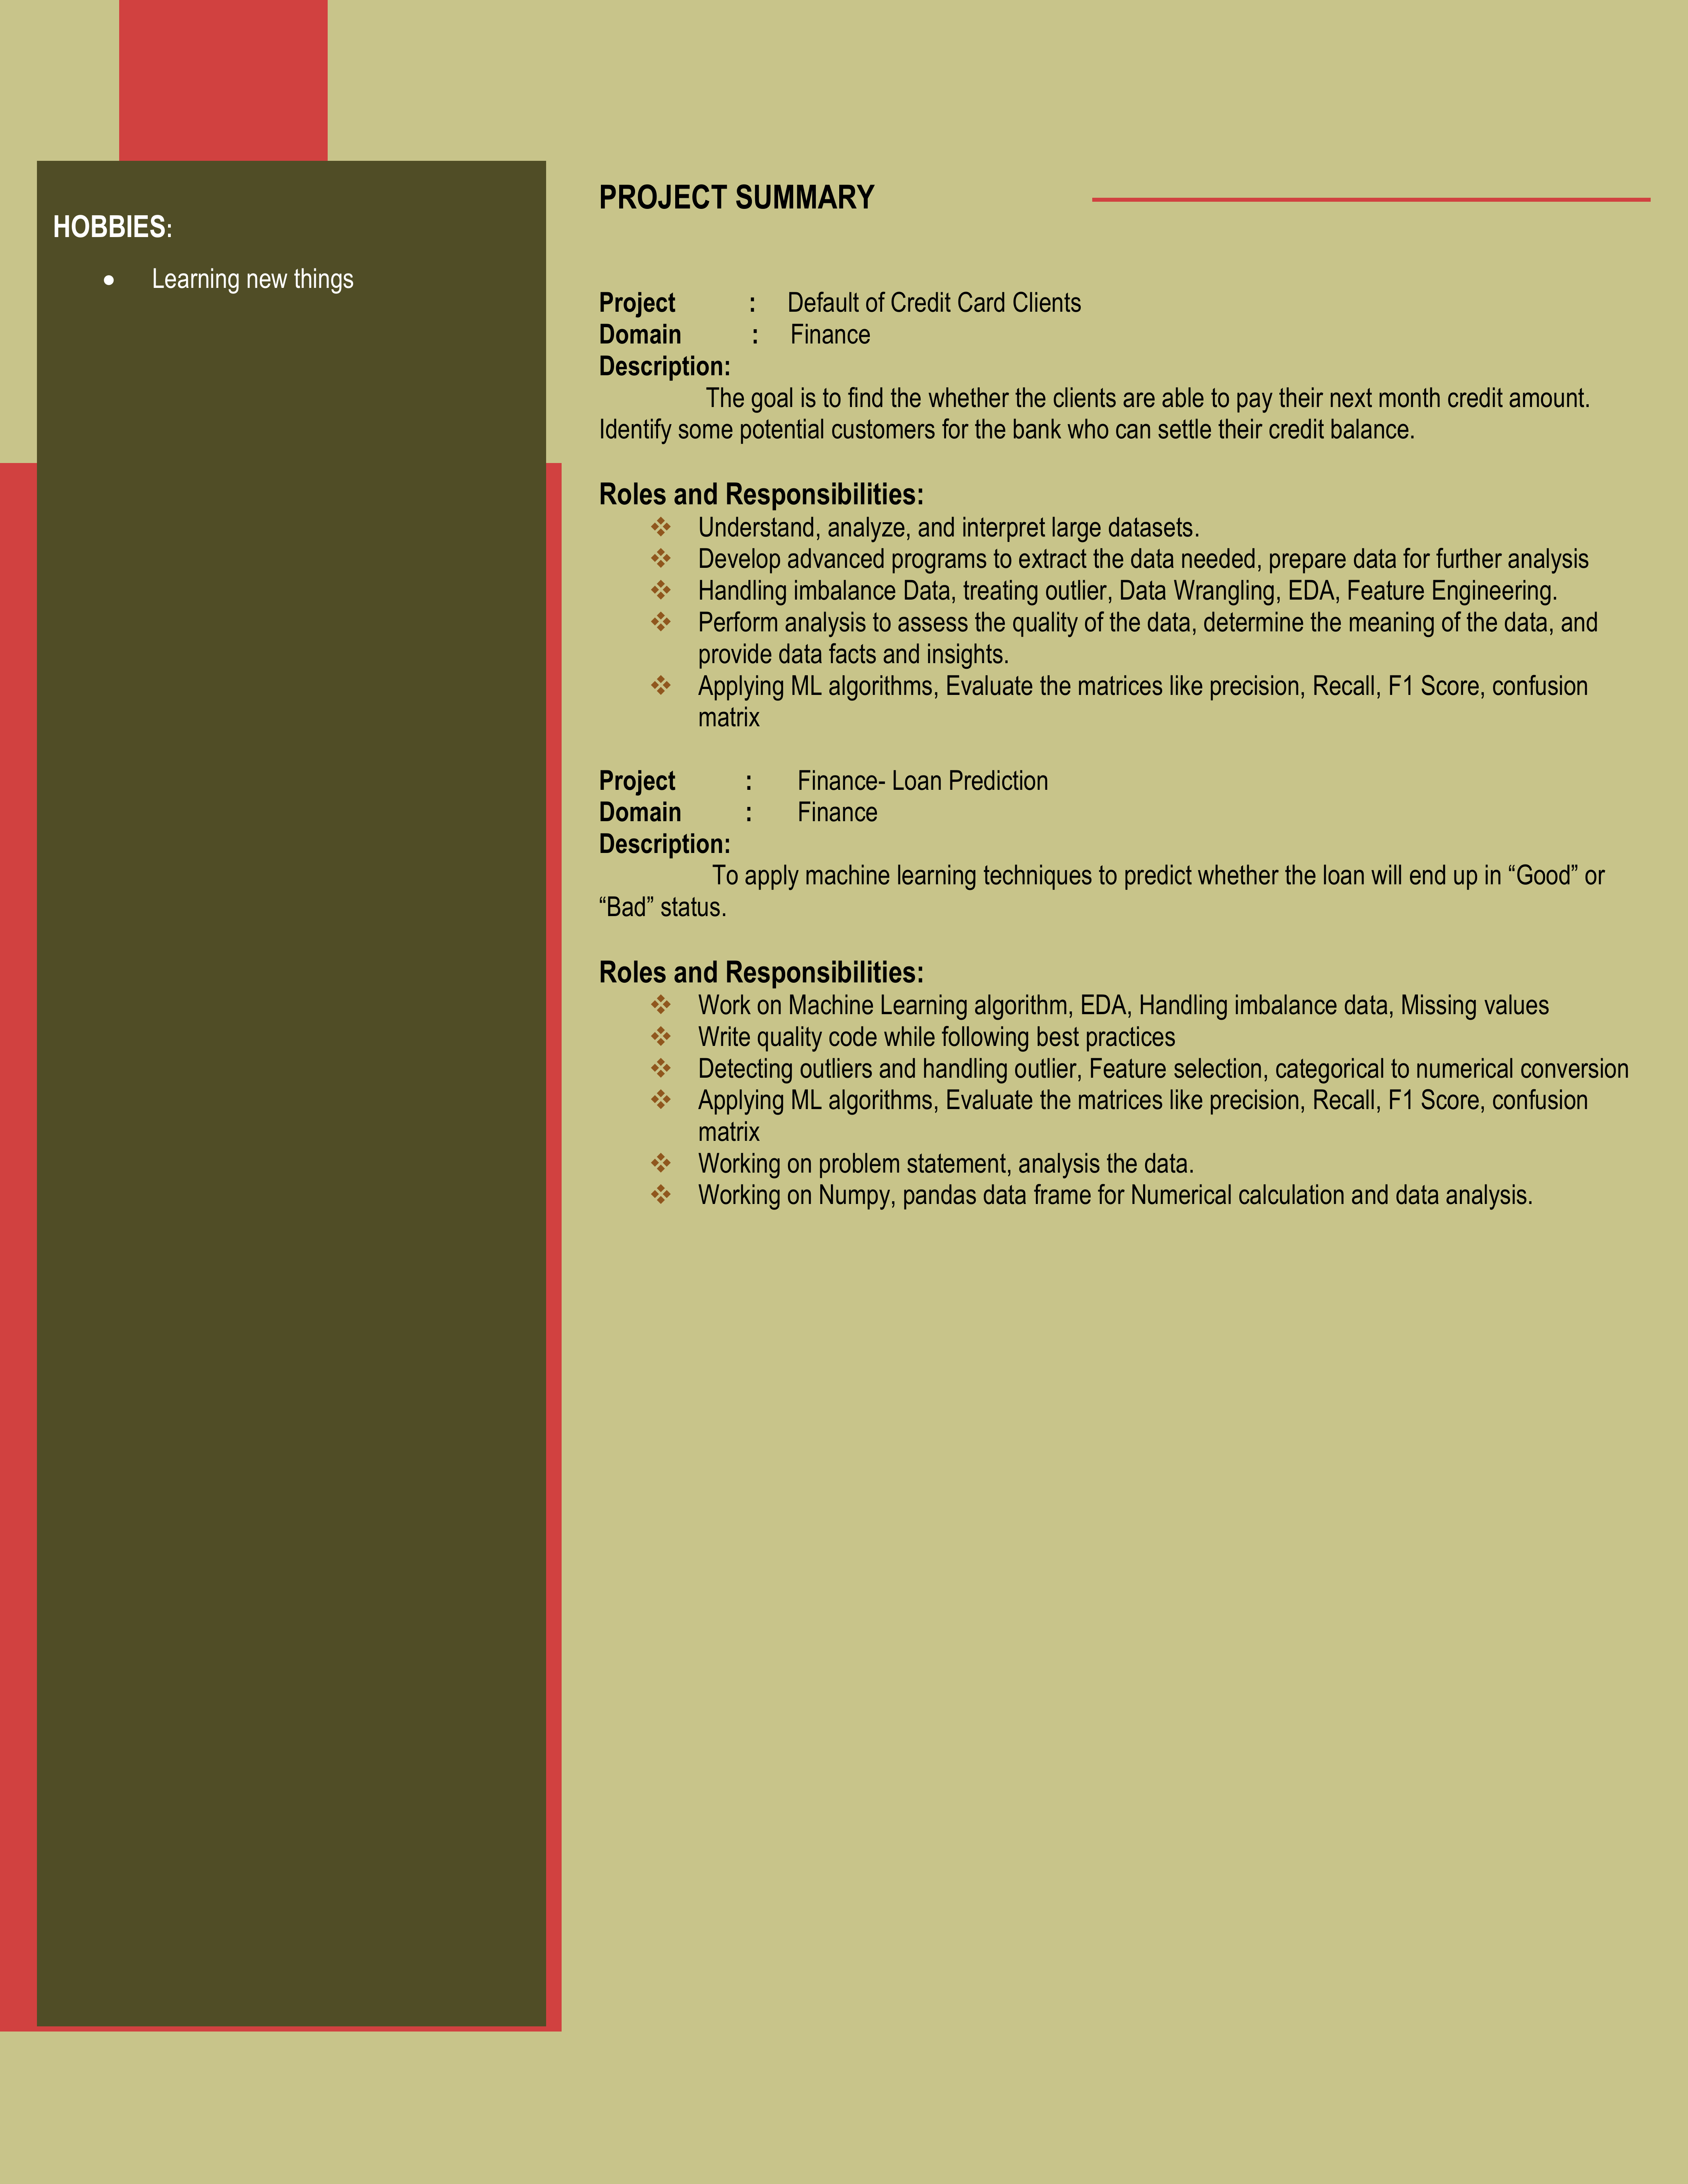 HOBBIES:
• Learning new things
PROJECT SUMMARY
Project : Default of Credit Card Clients
Domain : Finance
Description:
The goal is to find the whether the clients are able to pay their next month credit amount.
Identify some potential customers for the bank who can settle their credit balance.
Roles and Responsibilities:
❖ Understand, analyze, and interpret large datasets.
❖ Develop advanced programs to extract the data needed, prepare data for further analysis
❖ Handling imbalance Data, treating outlier, Data Wrangling, EDA, Feature Engineering.
❖ Perform analysis to assess the quality of the data, determine the meaning of the data, and
provide data facts and insights.
❖ Applying ML algorithms, Evaluate the matrices like precision, Recall, F1 Score, confusion
matrix
Project : Finance- Loan Prediction
Domain : Finance
Description:
To apply machine learning techniques to predict whether the loan will end up in “Good” or
“Bad” status.
Roles and Responsibilities:
❖ Work on Machine Learning algorithm, EDA, Handling imbalance data, Missing values
❖ Write quality code while following best practices
❖ Detecting outliers and handling outlier, Feature selection, categorical to numerical conversion
❖ Applying ML algorithms, Evaluate the matrices like precision, Recall, F1 Score, confusion
matrix
❖ Working on problem statement, analysis the data.
❖ Working on Numpy, pandas data frame for Numerical calculation and data analysis.